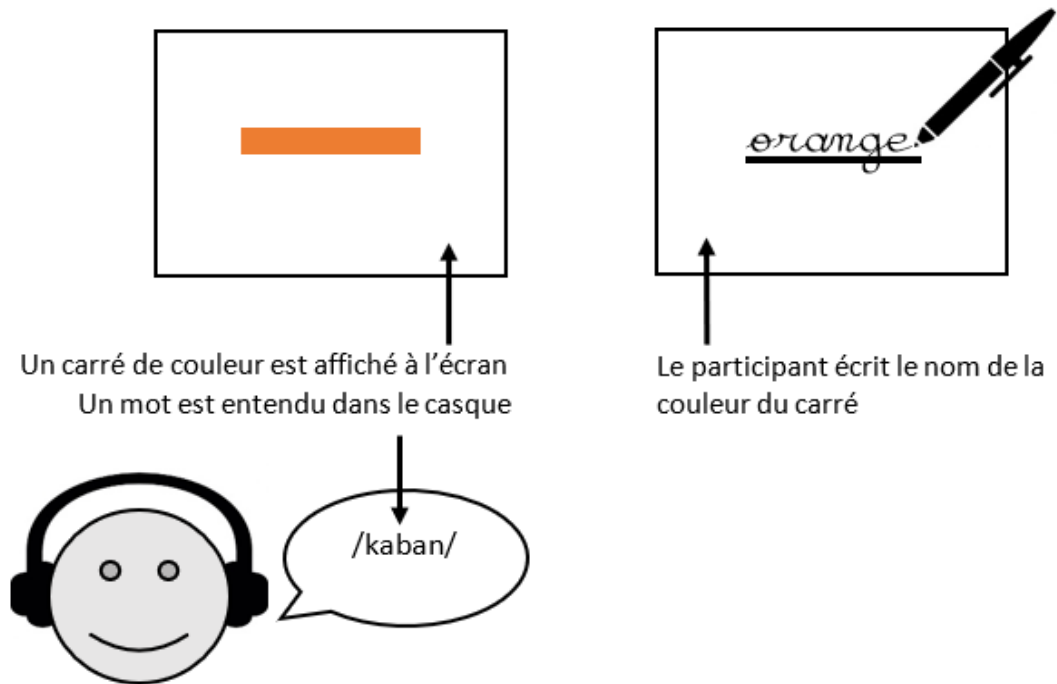 orange
Un carré de couleur est affiché à l'écran
Un mot est entendu dans le casque
Le participant écrit le nom de la
couleur du carré
/kaban/